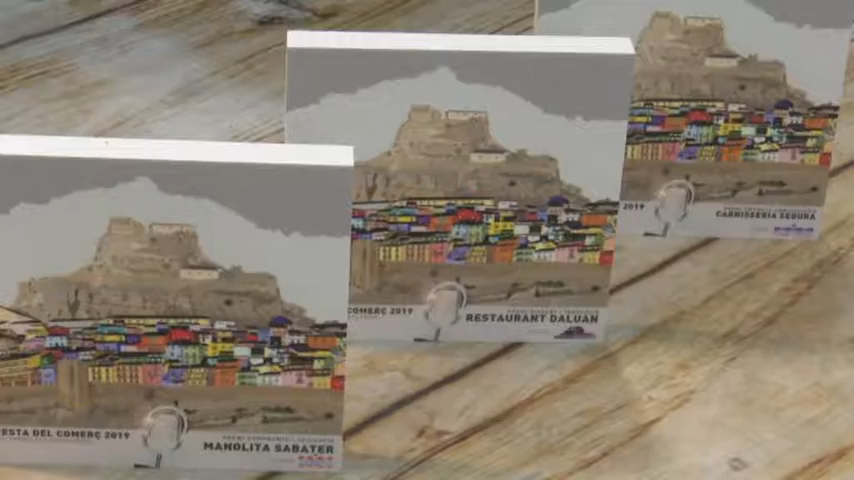 2019
CARNISSERIA SEGURA
COMERÇ 2019
RESTAURANT DALUAN
ESTA DEL COMERÇ 2019
MANOLITA SABATER